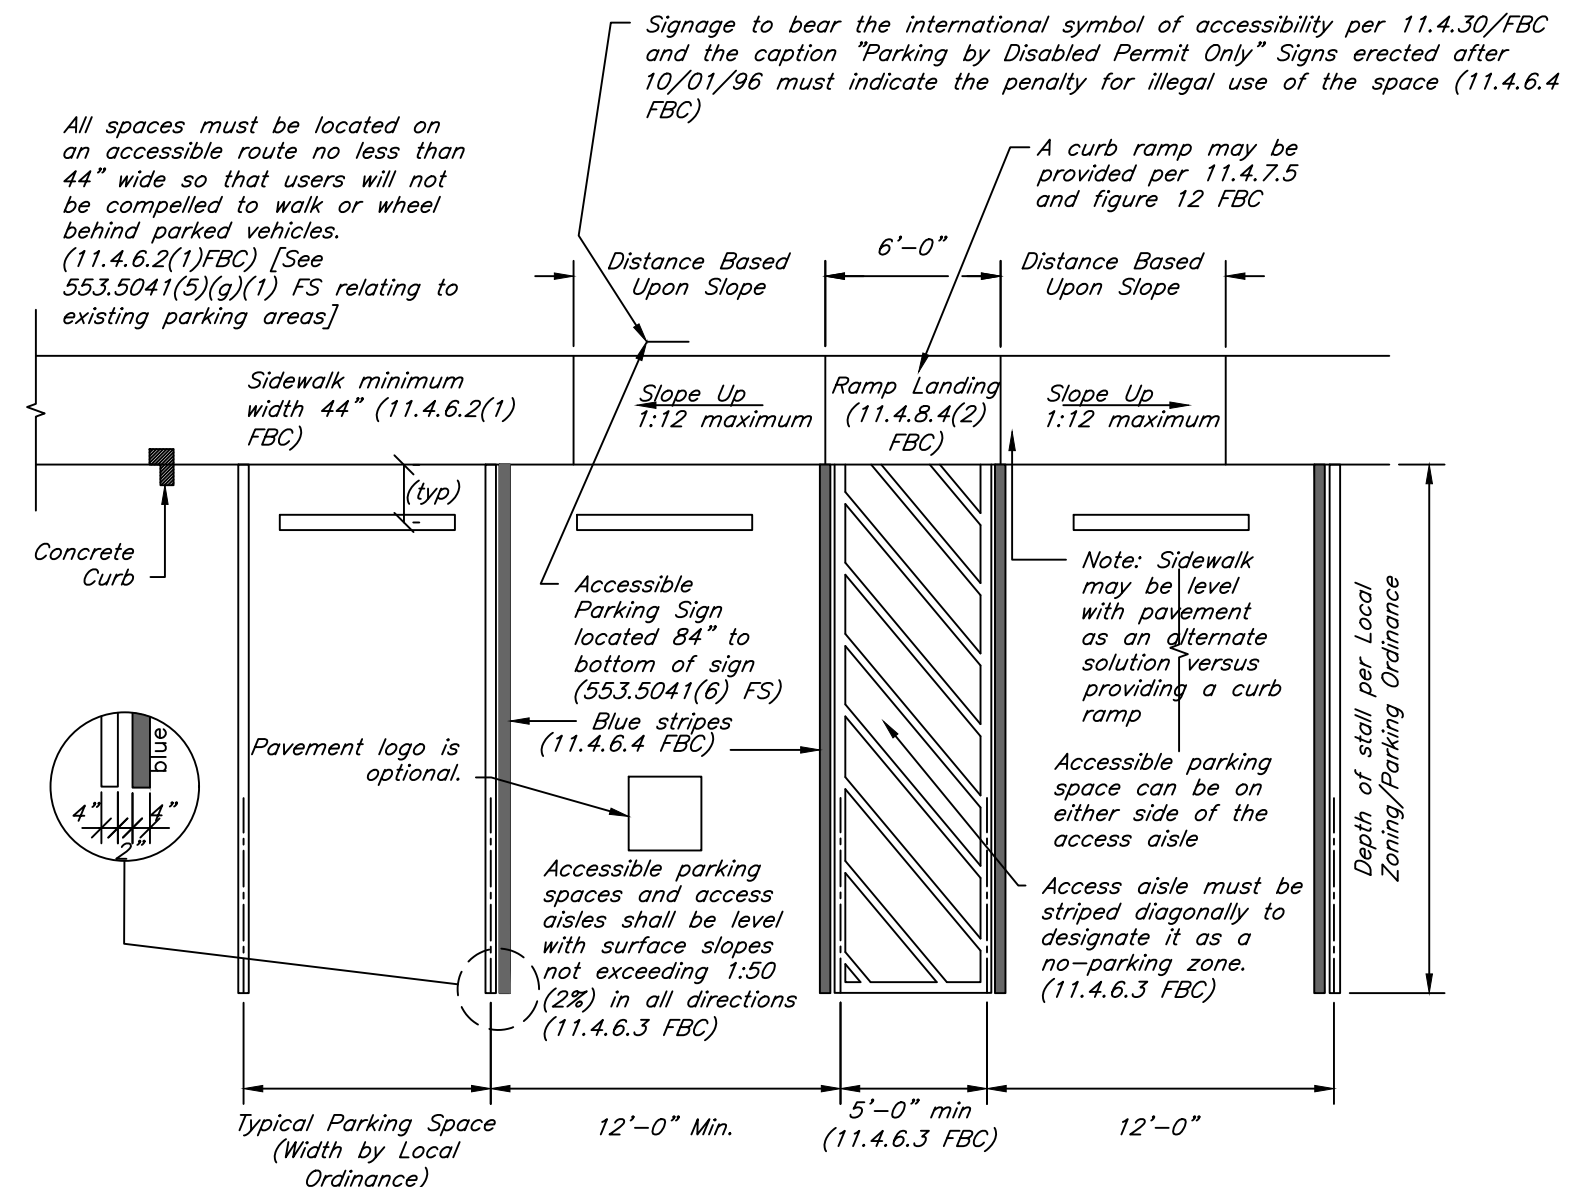 Signage to bear the international symbol of accessibility per 11.4.30/FBC
and the caption "Parking by Disabled Permit Only" Signs erected after
10/01/96 must indicate the penalty for illegal use of the space (11.4.6.4
FBC)
All spaces must be located on
an accessible route no less than
44" wide so that users will not
be compelled to walk or wheel
behind parked vehicles.
(11.4.6.2(1)FBC) [See
553.5041(5)(g)(1) FS relating to
existing parking areas]
A curb ramp may be
provided per 11.4.7.5
and figure 12 FBC
Distance Based
Upon Slope
6'-0"
Distance Based
Upon Slope
Sidewalk minimum
width 44" (11.4.6.2(1)
FBC)
Slope Up
1:12 maximum
Ramp Landing
(11.4.8.4(2)
FBC)
Slope Up
1:12 maximum
(typ)
Concrete
Curb
Accessible
Parking Sign
located 84" to
bottom of sign
(553.5041(6) FS)
Blue stripes
(11.4.6.4 FBC)
Note: Sidewalk
may be level
with pavement
as an alternate
solution versus
providing a curb
ramp
Depth of stall per Local
Zoning/Parking Ordinance
blue
4"
4"
2"
Pavement logo is
optional.
Accessible parking
space can be on
either side of the
access aisle
Accessible parking
spaces and access
aisles shall be level
with surface slopes
not exceeding 1:50
(2%) in all directions
(11.4.6.3 FBC)
Access aisle must be
striped diagonally to
designate it as a
no-parking zone.
(11.4.6.3 FBC)
Typical Parking Space
(Width by Local
Ordinance)
12'-0" Min.
5'-0" min
(11.4.6.3 FBC)
12'-0"